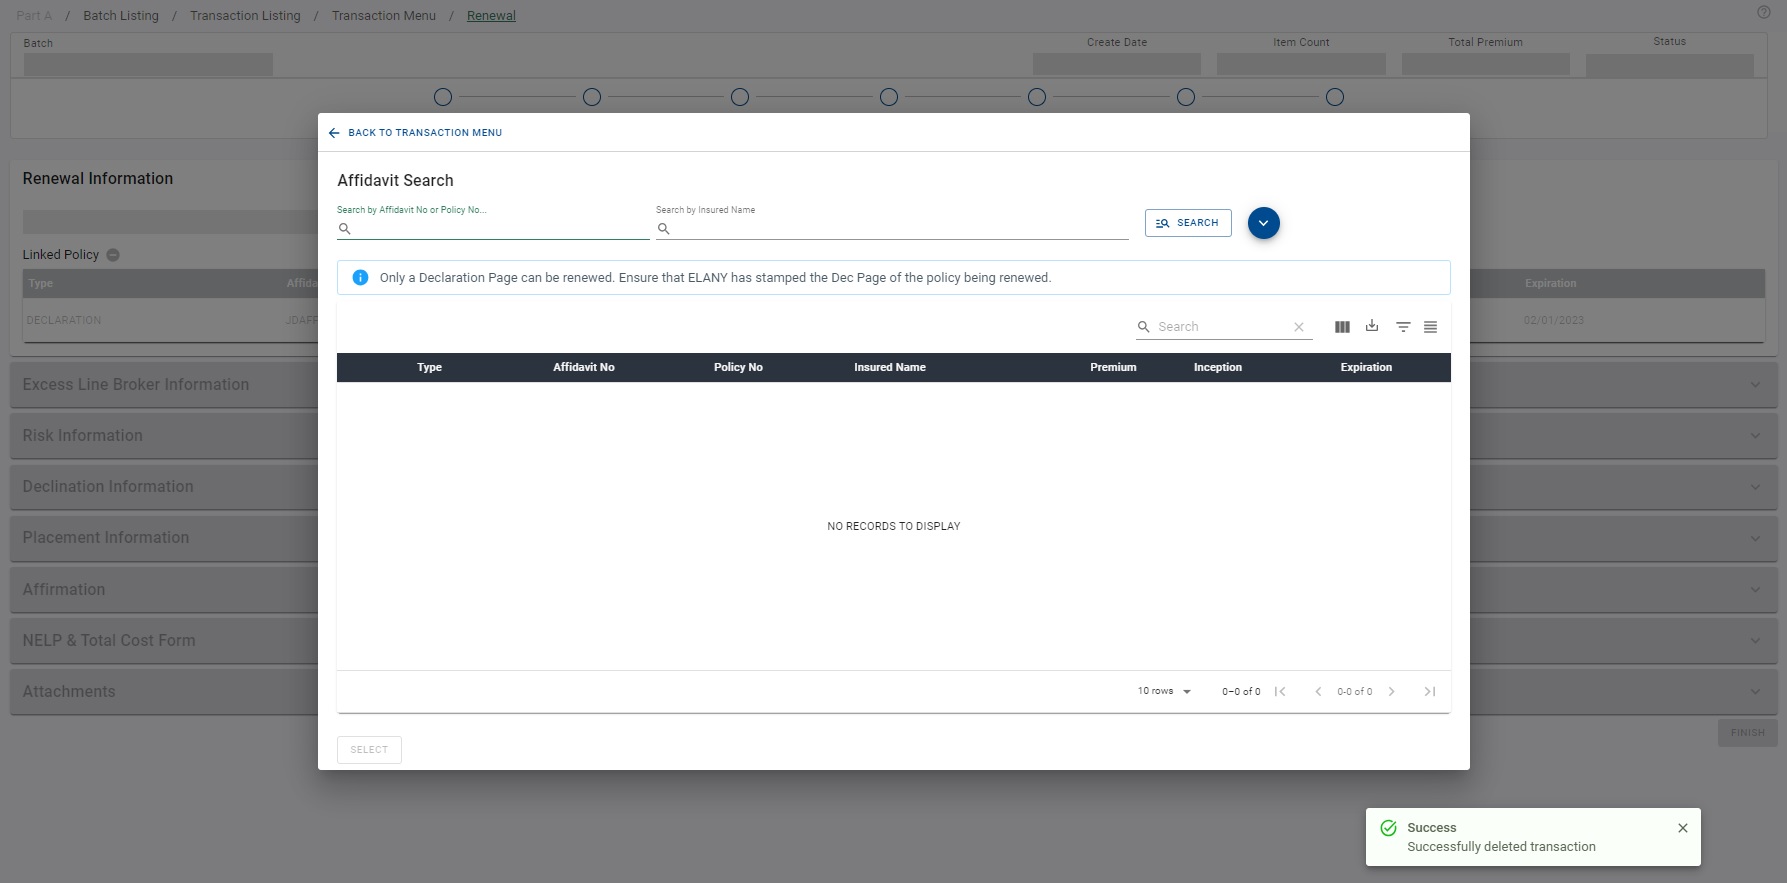 Part A / Batch Listing / Transaction Listing / Transaction Menu / Renewal
Batch
Create Date
Item Count
Total Premium
Status
BACK TO TRANSACTION MENU
Renewal Information
Affidavit Search
Search by Affidavit No or Policy No...
Search by Insured Name
SEARCH
Linked Policy
Only a Declaration Page can be renewed. Ensure that ELANY has stamped the Dec Page of the policy being renewed.
Type
Expiration
DECLARATION
02/01/2023
Search
Type Affidavit No Policy No Insured Name Premium Inception Expiration
Excess Line Broker Information
Risk Information
Declination Information
NO RECORDS TO DISPLAY
Placement Information
Affirmation
NELP & Total Cost Form
Attachments
10 rows 0–0 of 0 0-0 of 0
FINISH
SELECT
Success
Successfully deleted transaction